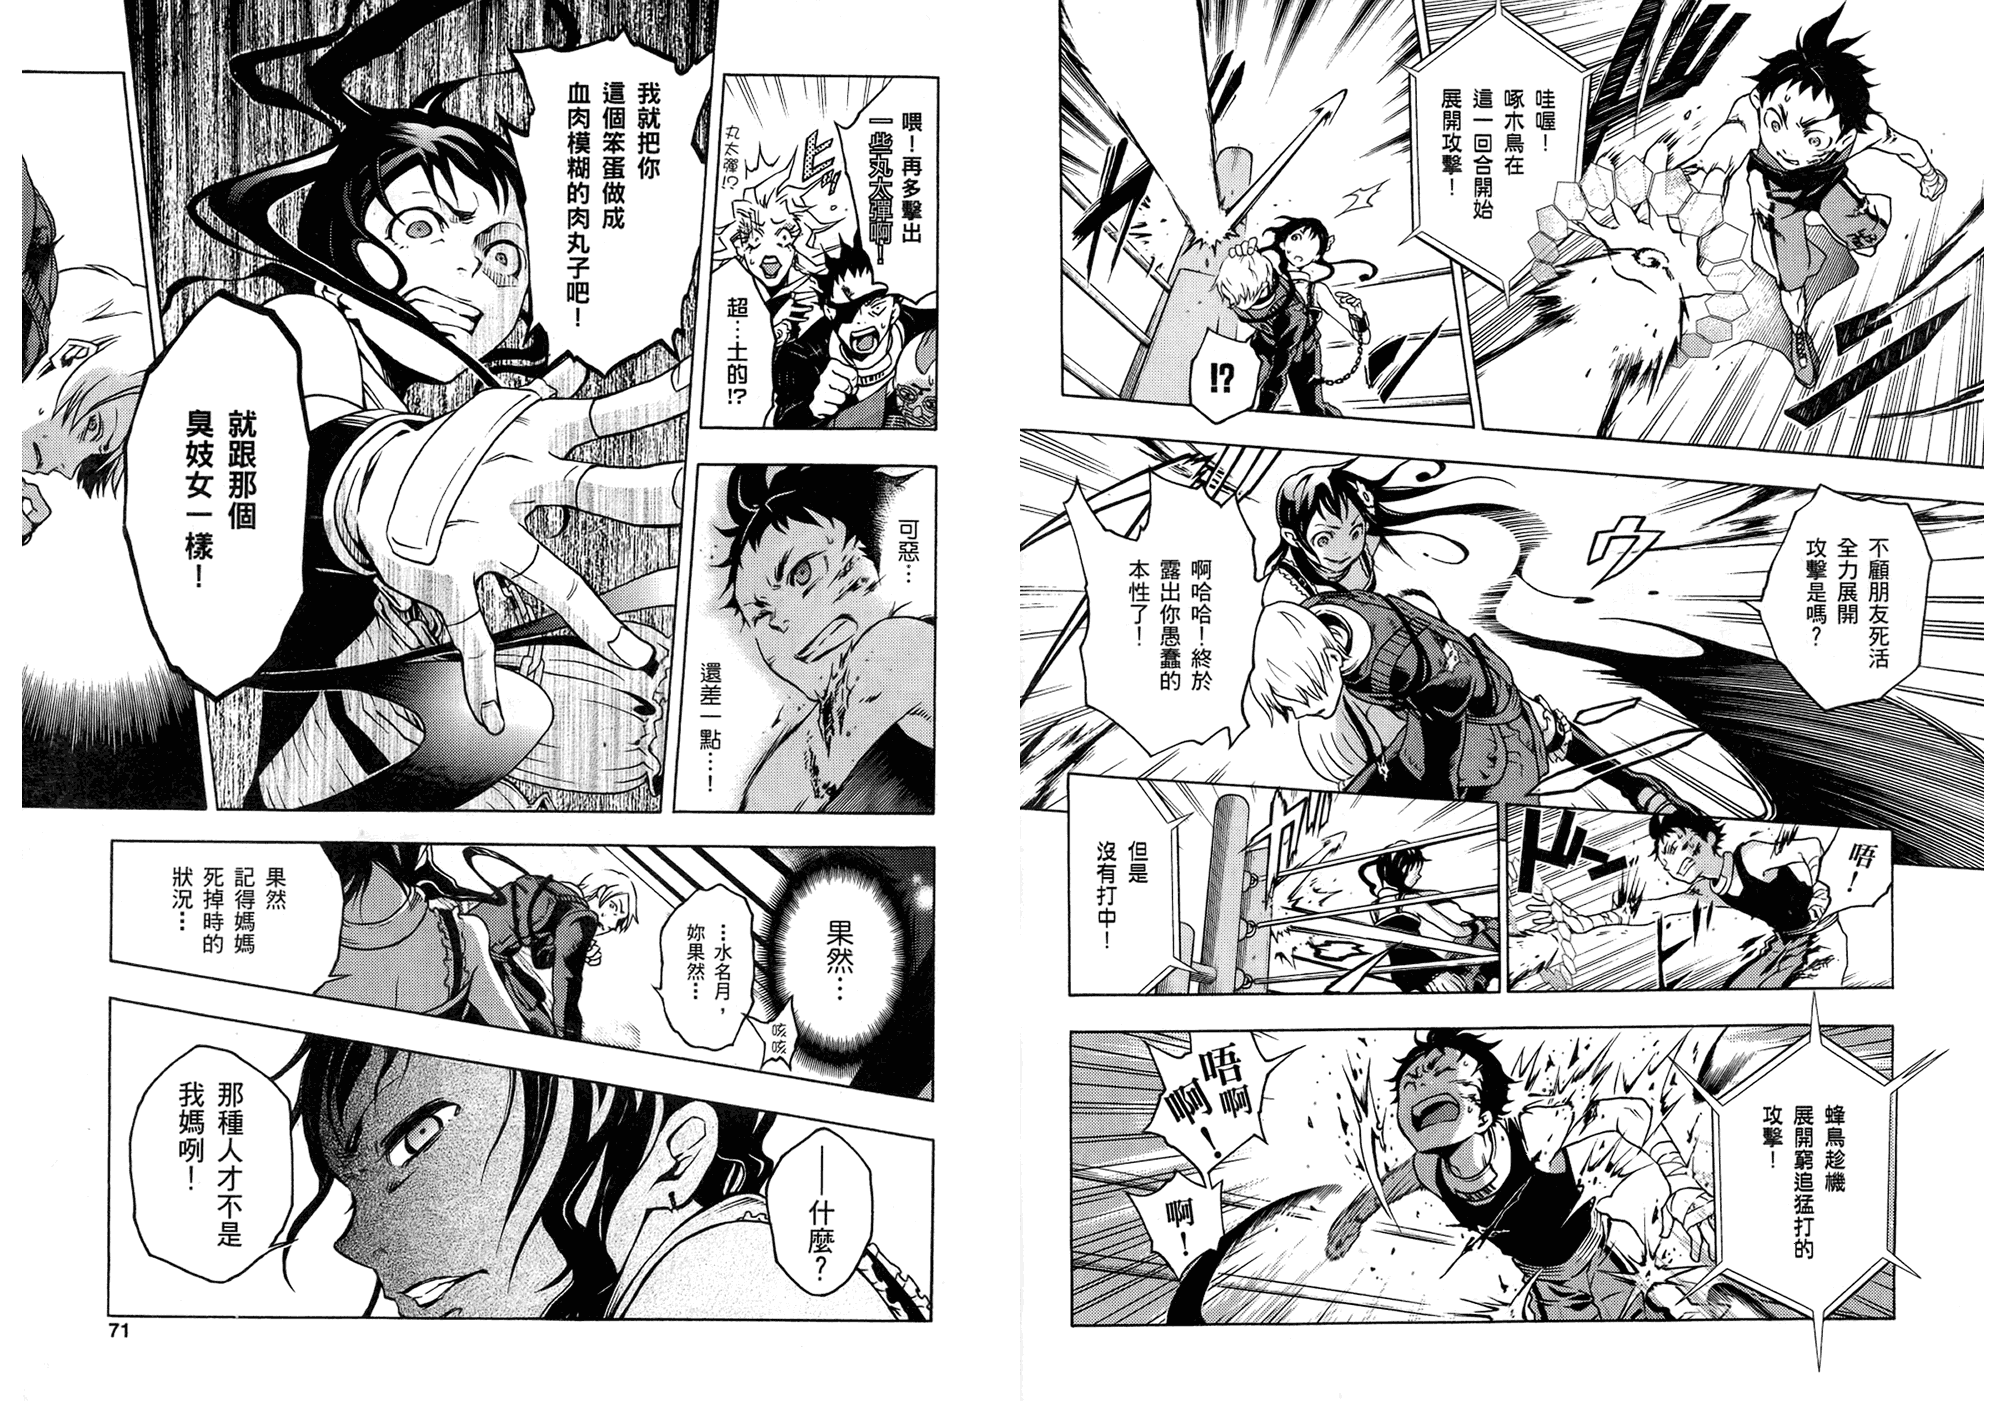 哇喔！
啄木鳥在
這一回合開始
展開攻擊！
!?
不顧朋友死活
全力展開
攻擊是嗎？
ウ
啊哈哈！終於
露出你愚蠢的
本性了！
唔！
ドドン
但是
沒有打中！
蜂鳥趁機
展開窮追猛打的
攻擊！
唔啊
啊！
啊！
喂！再多擊出
一些丸太彈啊！
ヒソッ
丸太彈!?
超…土的!?
可惡…
還差一點…！
我就把你
這個笨蛋做成
血肉模糊的肉丸子吧！
就跟那個
臭妓女一樣！
果然…
咳咳
…水名月，
妳果然…
果然
記得媽媽
死掉時的
狀況…
——什麼？
那種人才不是
我媽咧！
71